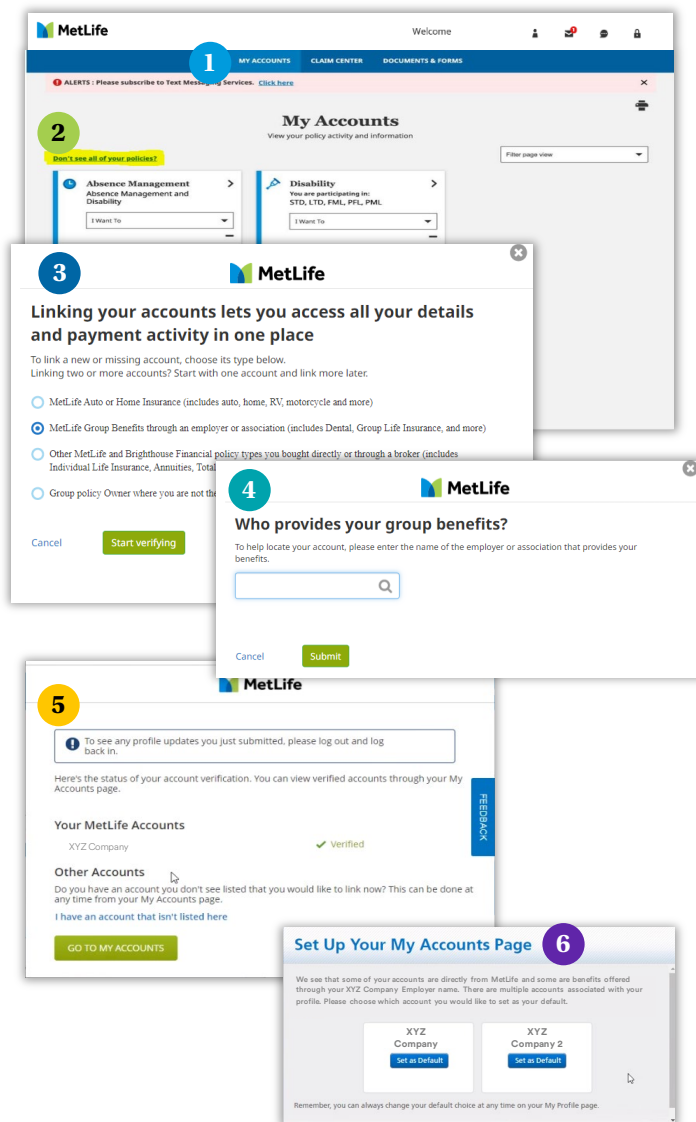 MetLife
Welcome
1
MY ACCOUNTS CLAIM CENTER DOCUMENTS & FORMS
ALERTS : Please subscribe to Text Messaging Services. Click here
2
My Accounts
View your policy activity and information
Don't see all of your policies?
Filter page view
Absence Management
Absence Management and
Disability
I Want To
Disability
You are participating in:
STD, LTD, FML, PFL, PML
I Want To
3
MetLife
Linking your accounts lets you access all your details
and payment activity in one place
To link a new or missing account, choose its type below.
Linking two or more accounts? Start with one account and link more later.
MetLife Auto or Home Insurance (includes auto, home, RV, motorcycle and more)
MetLife Group Benefits through an employer or association (includes Dental, Group Life Insurance, and more)
Other MetLife and Brighthouse Financial policy types you bought directly or through a broker (includes
Individual Life Insurance, Annuities, Total
Group policy Owner where you are not the
Cancel Start verifying
4
MetLife
Who provides your group benefits?
To help locate your account, please enter the name of the employer or association that provides your
benefits.
Cancel Submit
5
MetLife
To see any profile updates you just submitted, please log out and log
back in.
Here's the status of your account verification. You can view verified accounts through your My
Accounts page.
FEEDBACK
Your MetLife Accounts
XYZ Company Verified
Other Accounts
Do you have an account you don't see listed that you would like to link now? This can be done at
any time from your My Accounts page.
I have an account that isn't listed here
GO TO MY ACCOUNTS
Set Up Your My Accounts Page
6
We see that some of your accounts are directly from MetLife and some are benefits offered
through your XYZ Company Employer name. There are multiple accounts associated with your
profile. Please choose which account you would like to set as your default.
XYZ
Company
Set as Default
XYZ
Company 2
Set as Default
Remember, you can always change your default choice at any time on your My Profile page.